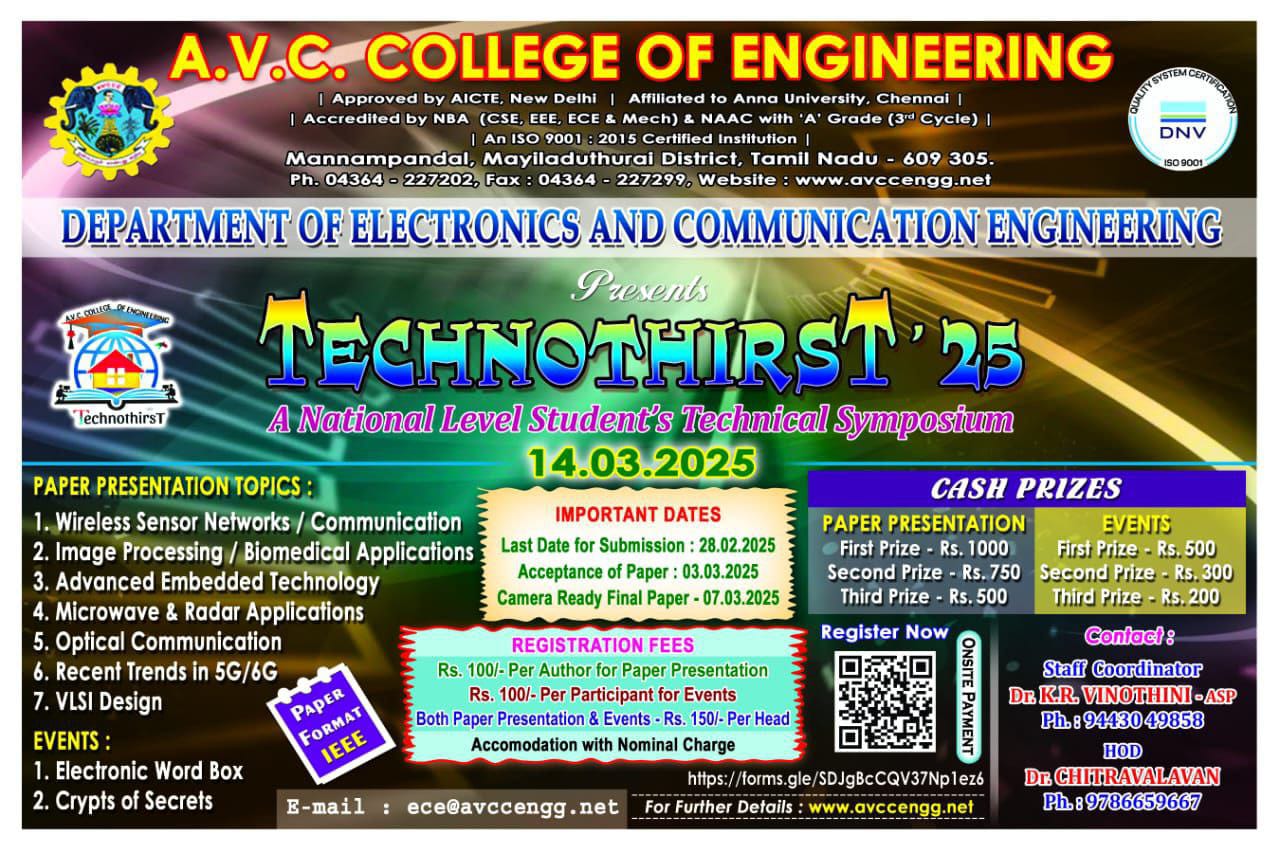 A.V.C. COLLEGE OF ENGINEERING
| Approved by AICTE, New Delhi | Affiliated to Anna University, Chennai |
| Accredited by NBA (CSE, EEE, ECE & Mech) & NAAC with 'A' Grade (3rd Cycle) |
| An ISO 9001 : 2015 Certified Institution |
Mannampandal, Mayiladuthurai District, Tamil Nadu - 609 305.
Ph. 04364 - 227202, Fax : 04364 - 227299, Website : www.avccengg.net
QUALITY SYSTEM CERTIFICATION
DNV
ISO 9001
DEPARTMENT OF ELECTRONICS AND COMMUNICATION ENGINEERING
Presents
A.V.C. COLLEGE OF ENGINEERING
TechnothirsT
TECHNOTHIRST'25
A National Level Student's Technical Symposium
14.03.2025
PAPER PRESENTATION TOPICS :
1. Wireless Sensor Networks / Communication
2. Image Processing / Biomedical Applications
3. Advanced Embedded Technology
4. Microwave & Radar Applications
5. Optical Communication
6. Recent Trends in 5G/6G
7. VLSI Design
EVENTS :
1. Electronic Word Box
2. Crypts of Secrets
PAPER
FORMAT
IEEE
IMPORTANT DATES
Last Date for Submission : 28.02.2025
Acceptance of Paper : 03.03.2025
Camera Ready Final Paper - 07.03.2025
REGISTRATION FEES
Rs. 100/- Per Author for Paper Presentation
Rs. 100/- Per Participant for Events
Both Paper Presentation & Events - Rs. 150/- Per Head
Accomodation with Nominal Charge
CASH PRIZES
PAPER PRESENTATION
First Prize - Rs. 1000
Second Prize - Rs. 750
Third Prize - Rs. 500
EVENTS
First Prize - Rs. 500
Second Prize - Rs. 300
Third Prize - Rs. 200
Register Now
ONSITE PAYMENT
https://forms.gle/SDJgBcCQV37Np1ez6
Contact :
Staff Coordinator
Dr. K.R. VINOTHINI - ASP
Ph. : 94430 49858
HOD
Dr. CHITRAVALAVAN
Ph. : 9786659667
E-mail : ece@avccengg.net
For Further Details : www.avccengg.net